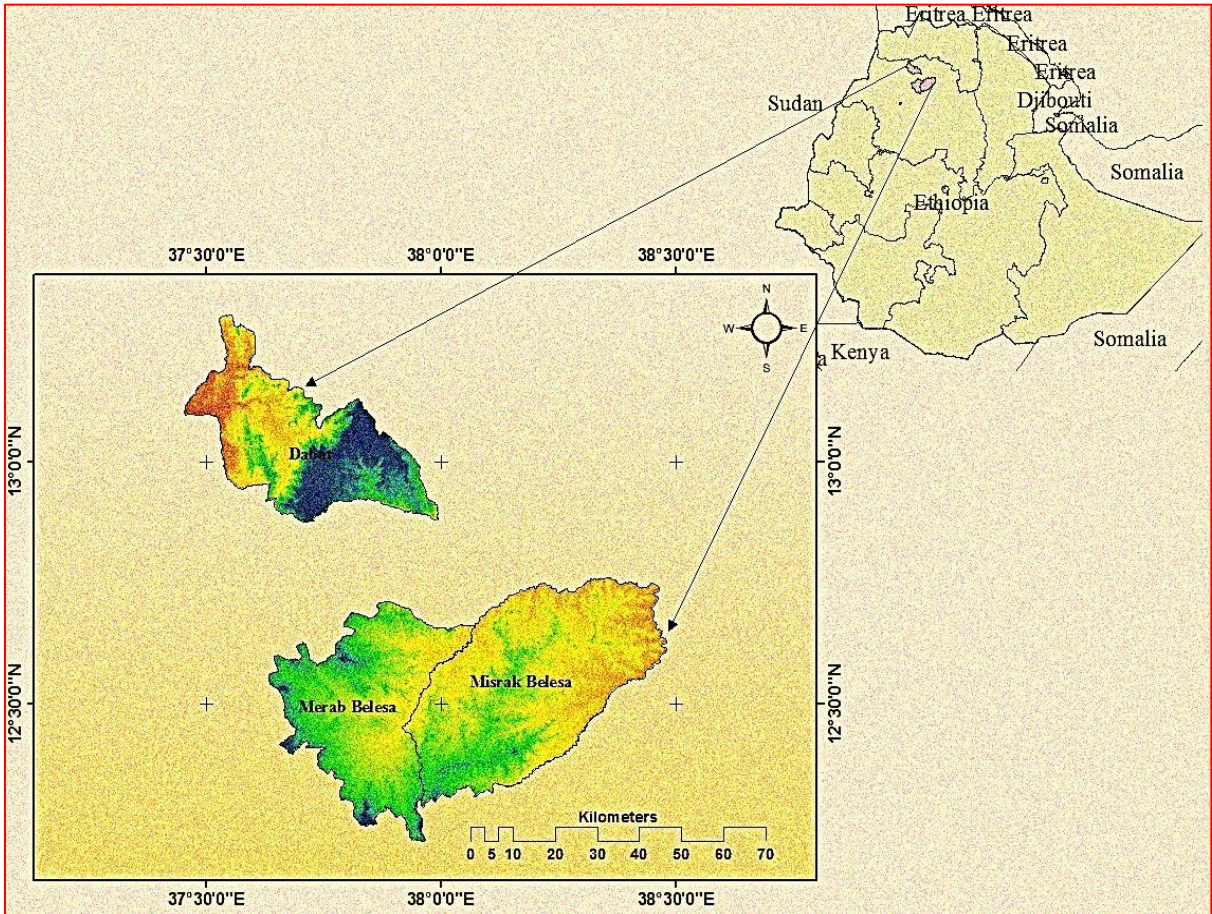 Eritrea Eritrea
Eritrea
Eritrea
Sudan
Djibouti
Somalia
Somalia
Ethiopia
Somalia
Kenya
a
37°30'0"E 38°0'0"E 38°30'0"E
N
W E
S
13°0'0"N 13°0'0"N
Misrak Belesa
Merab Belesa
12°30'0"N 12°30'0"N
Kilometers
0 5 10 20 30 40 50 60 70
37°30'0"E 38°0'0"E 38°30'0"E